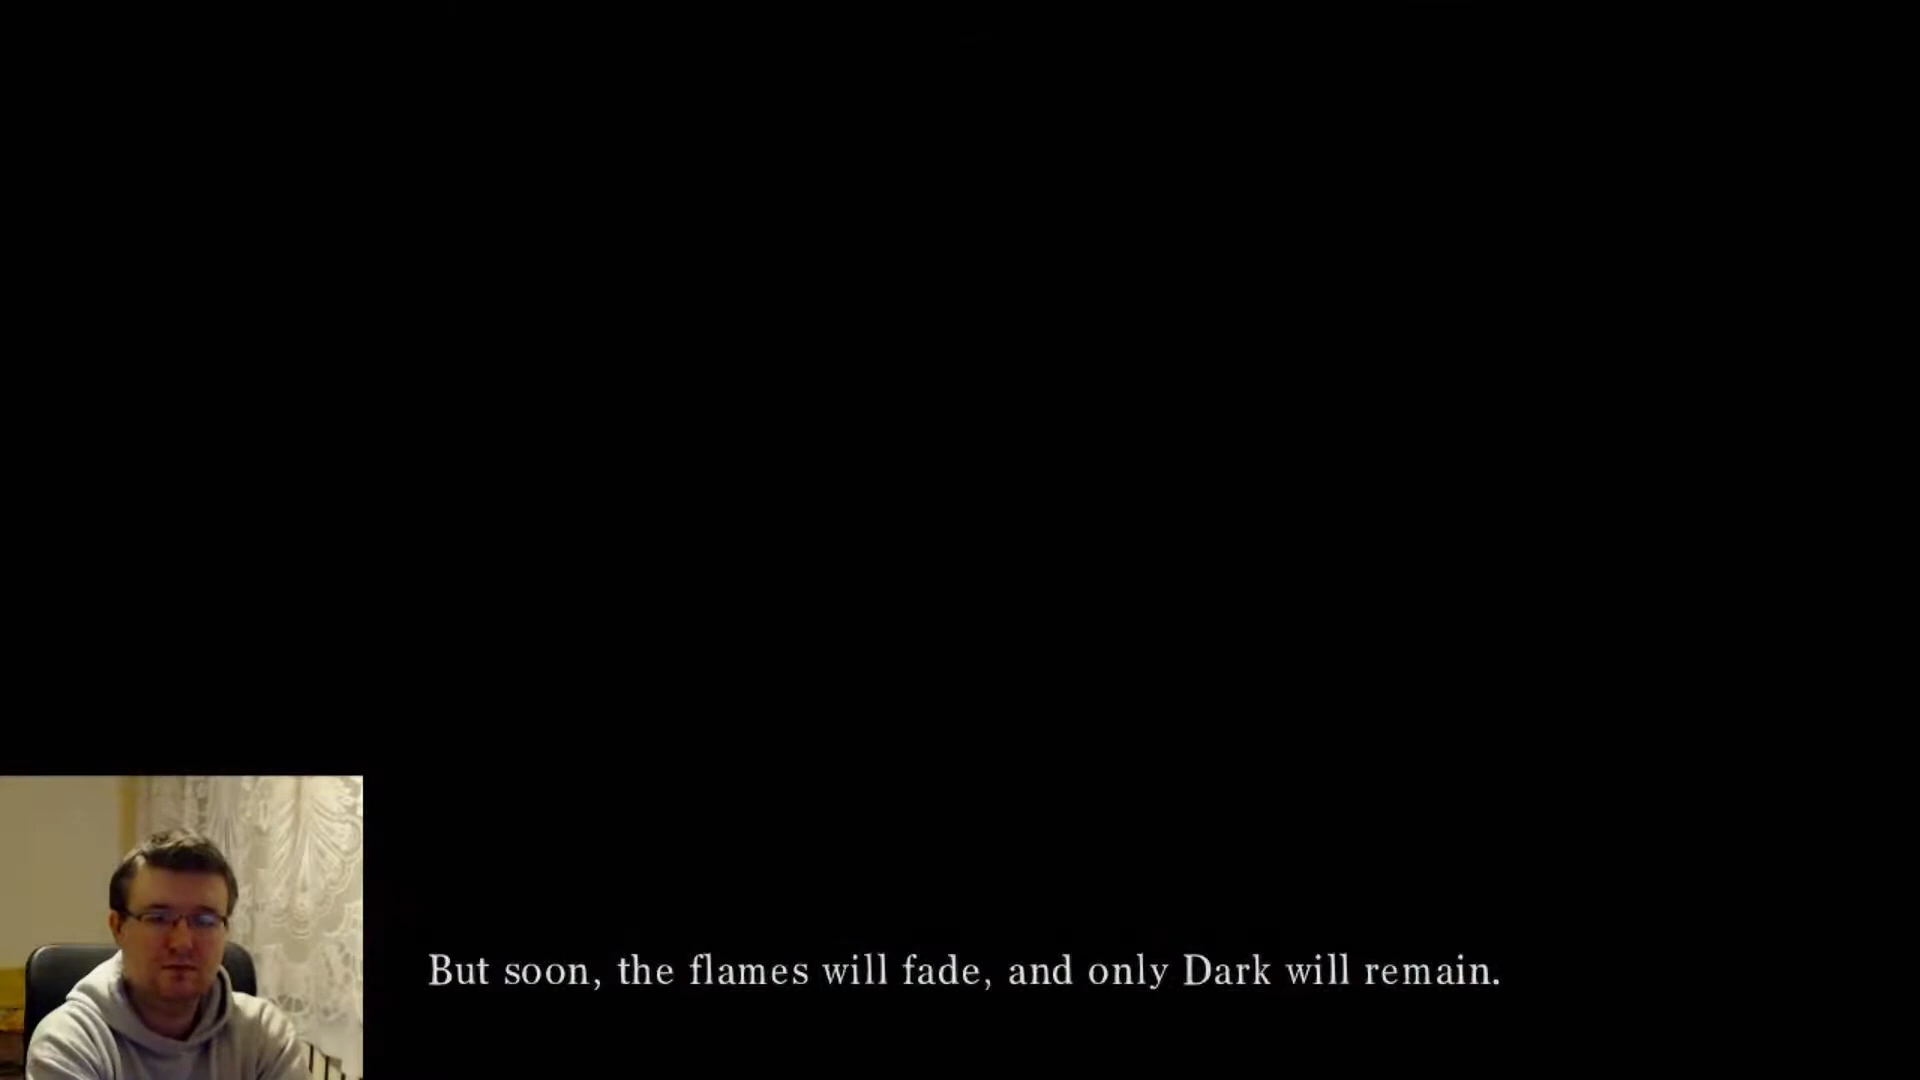 But soon, the flames will fade, and only Dark will remain.